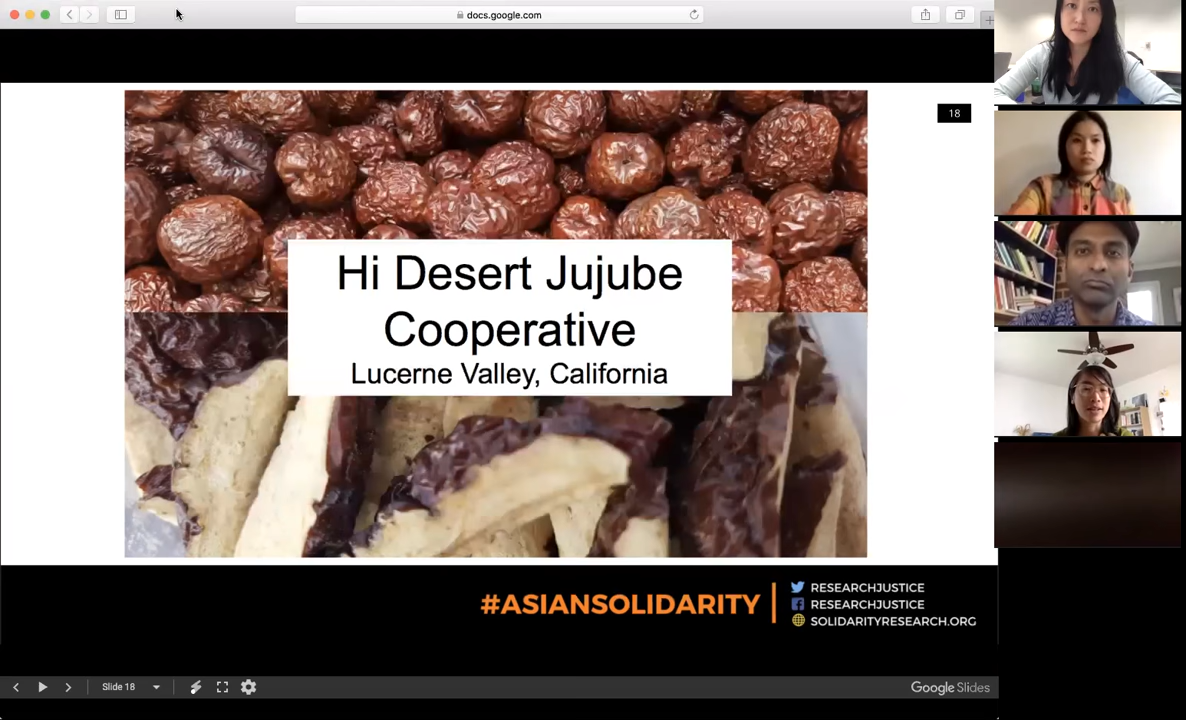 docs.google.com
18
Hi Desert Jujube
Cooperative
Lucerne Valley, California
#ASIANSOLIDARITY
RESEARCHJUSTICE
RESEARCHJUSTICE
SOLIDARITYRESEARCH.ORG
Slide 18
Google Slides